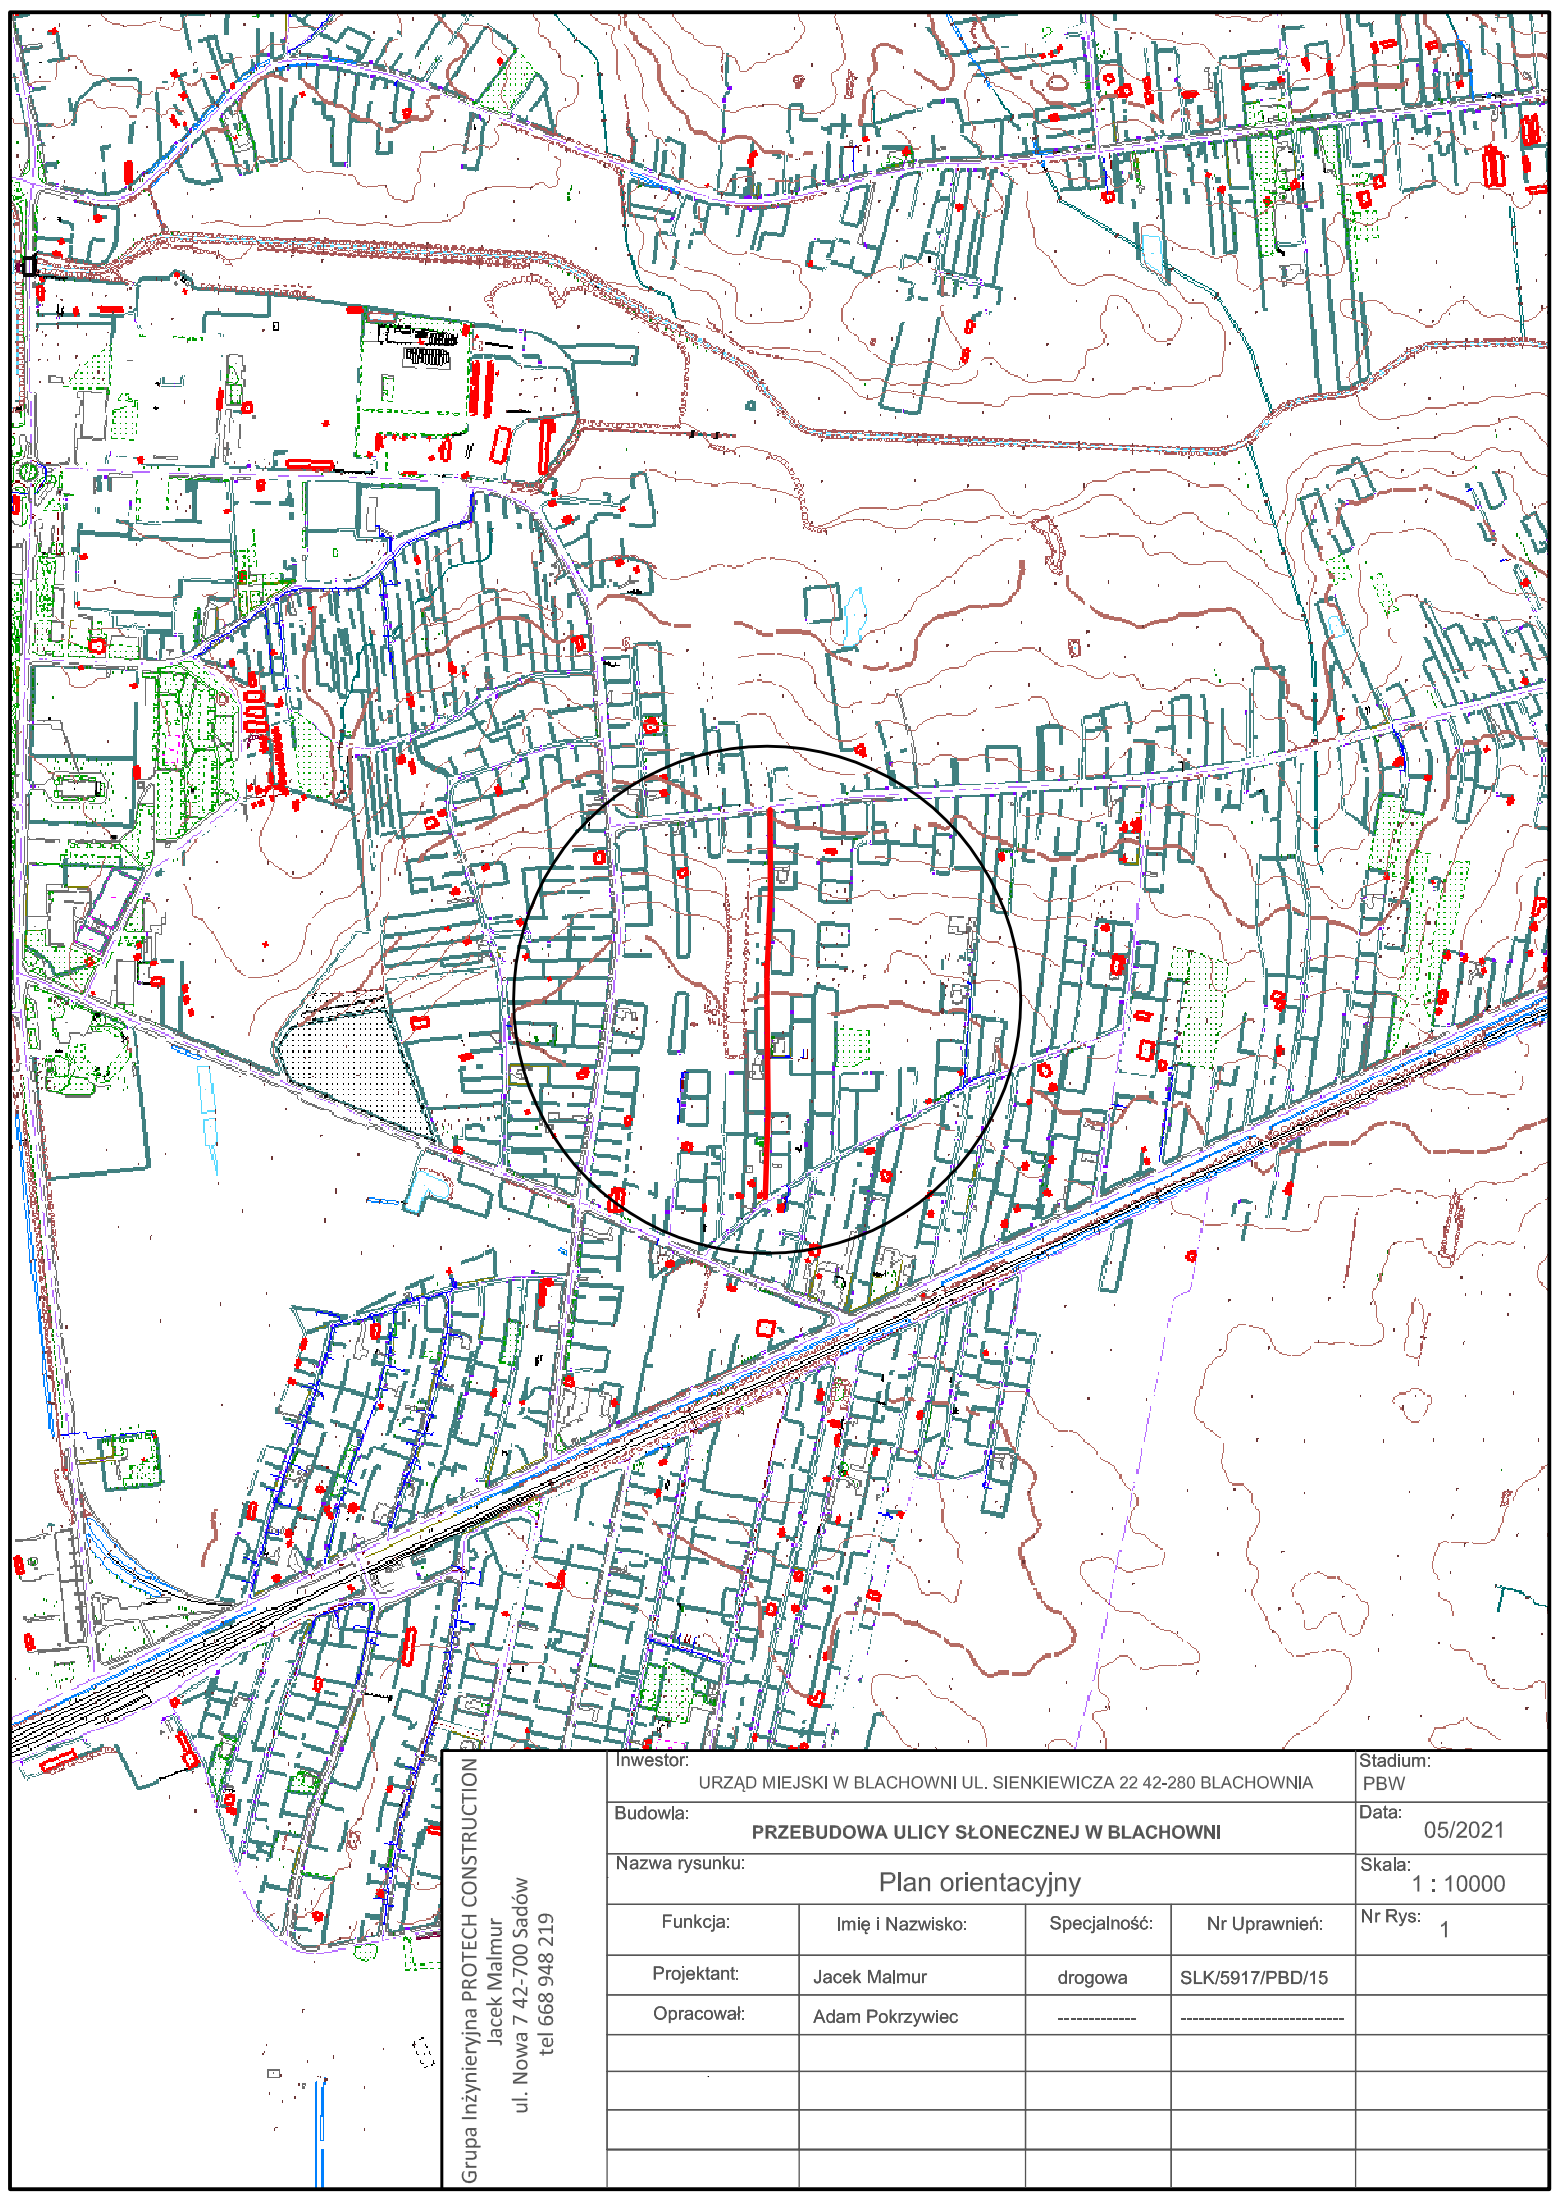 Grupa Inżynieryjna PROTECH CONSTRUCTION
Jacek Malmur
ul. Nowa 7 42-700 Sadów
tel 668 948 219
Inwestor:
URZĄD MIEJSKI W BLACHOWNI UL. SIENKIEWICZA 22 42-280 BLACHOWNIA
Stadium:
PBW
Budowla:
PRZEBUDOWA ULICY SŁONECZNEJ W BLACHOWNI
Data:
05/2021
Nazwa rysunku:
Plan orientacyjny
Skala:
1 : 10000
Funkcja: Imię i Nazwisko: Specjalność: Nr Uprawnień: Nr Rys: 1
Projektant: Jacek Malmur drogowa SLK/5917/PBD/15
Opracował: Adam Pokrzywiec ------------- ---------------------------